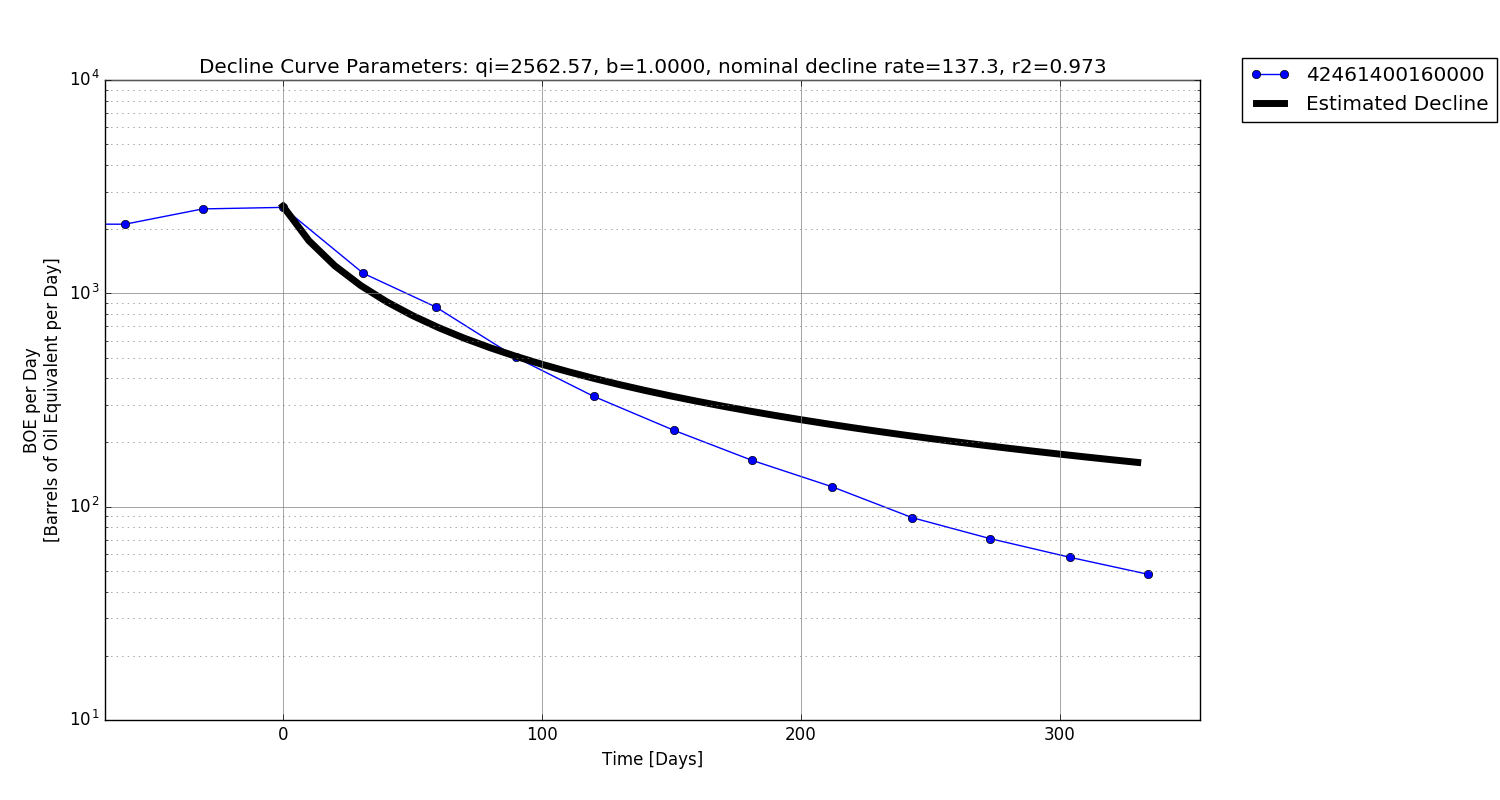 Decline Curve Parameters: qi=2562.57, b=1.0000, nominal decline rate=137.3, r2=0.973
42461400160000
Estimated Decline
BOE per Day
[Barrels of Oil Equivalent per Day]
10^4
10^3
10^2
10^1
0 100 200 300
Time [Days]